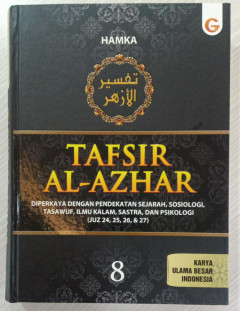 G
HAMKA
تفسير
الأزهر
TAFSIR
AL-AZHAR
DIPERKAYA DENGAN PENDEKATAN SEJARAH, SOSIOLOGI,
TASAWUF, ILMU KALAM, SASTRA, DAN PSIKOLOGI
(JUZ 24, 25, 26, & 27)
8
KARYA
ULAMA BESAR
INDONESIA